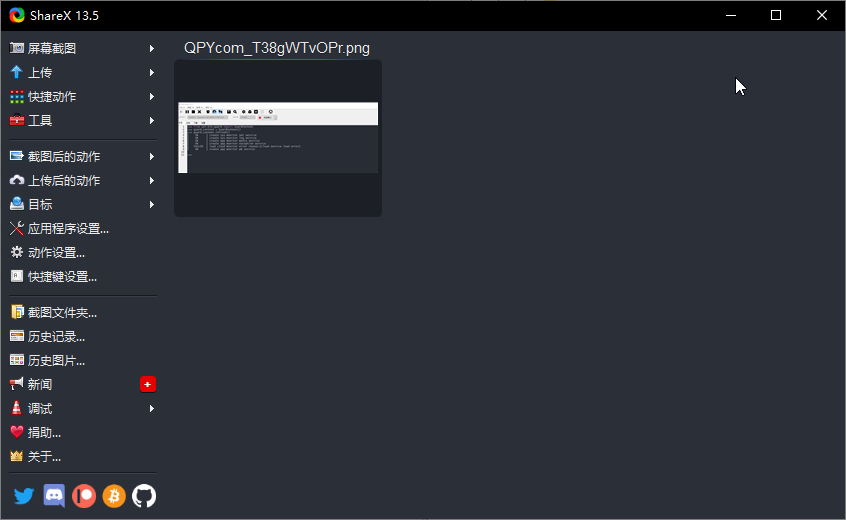 ShareX 13.5
屏幕截图
上传
快捷动作
工具
截图后的动作
上传后的动作
目标
应用程序设置...
动作设置...
快捷键设置...
截图文件夹...
历史记录...
历史图片...
新闻
+
调试
捐助...
关于...
QPYcom_T38gWTvOPr.png